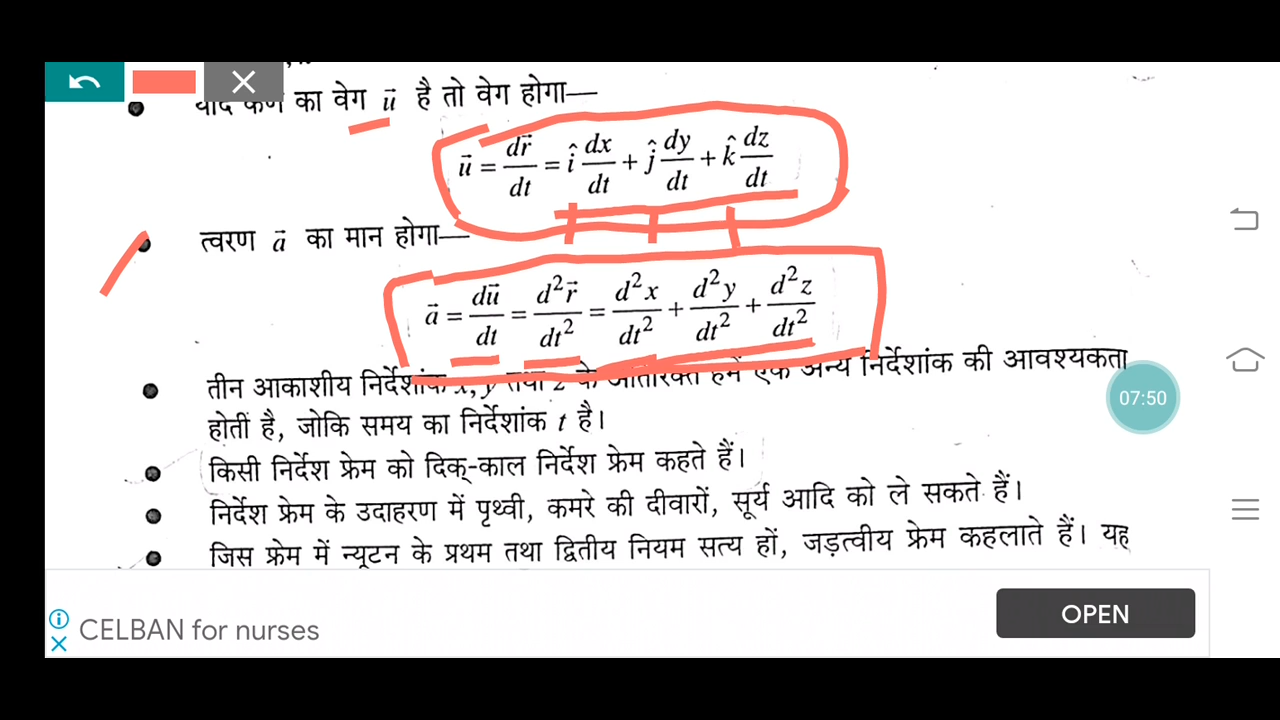 यदि कण का वेग u⃗ है तो वेग होगा—
u⃗ = dr⃗/dt = î dx/dt + ĵ dy/dt + k̂ dz/dt
त्वरण a⃗ का मान होगा—
a⃗ = du⃗/dt = d²r⃗/dt² = d²x/dt² + d²y/dt² + d²z/dt²
तीन आकाशीय निर्देशांक x, y तथा z के अतिरिक्त हमें एक अन्य निर्देशांक की आवश्यकता
होती है, जोकि समय का निर्देशांक t है।
07:50
किसी निर्देश फ्रेम को दिक्-काल निर्देश फ्रेम कहते हैं।
निर्देश फ्रेम के उदाहरण में पृथ्वी, कमरे की दीवारों, सूर्य आदि को ले सकते हैं।
जिस फ्रेम में न्यूटन के प्रथम तथा द्वितीय नियम सत्य हों, जड़त्वीय फ्रेम कहलाते हैं। यह
CELBAN for nurses
OPEN